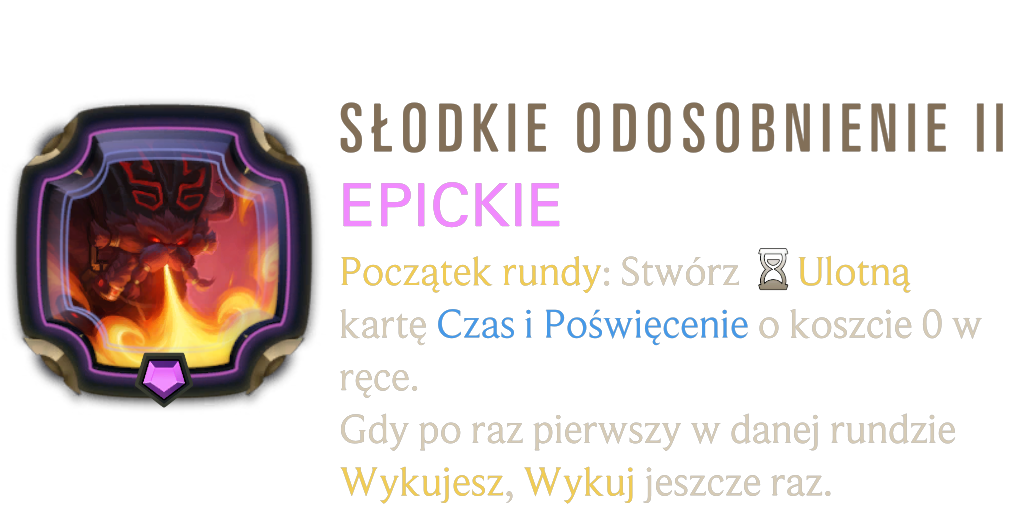 SŁODKIE ODOSOBNIENIE II
EPICKIE
Początek rundy: Stwórz Ulotną
kartę Czas i Poświęcenie o koszcie 0 w
ręce.
Gdy po raz pierwszy w danej rundzie
Wykujesz, Wykuj jeszcze raz.